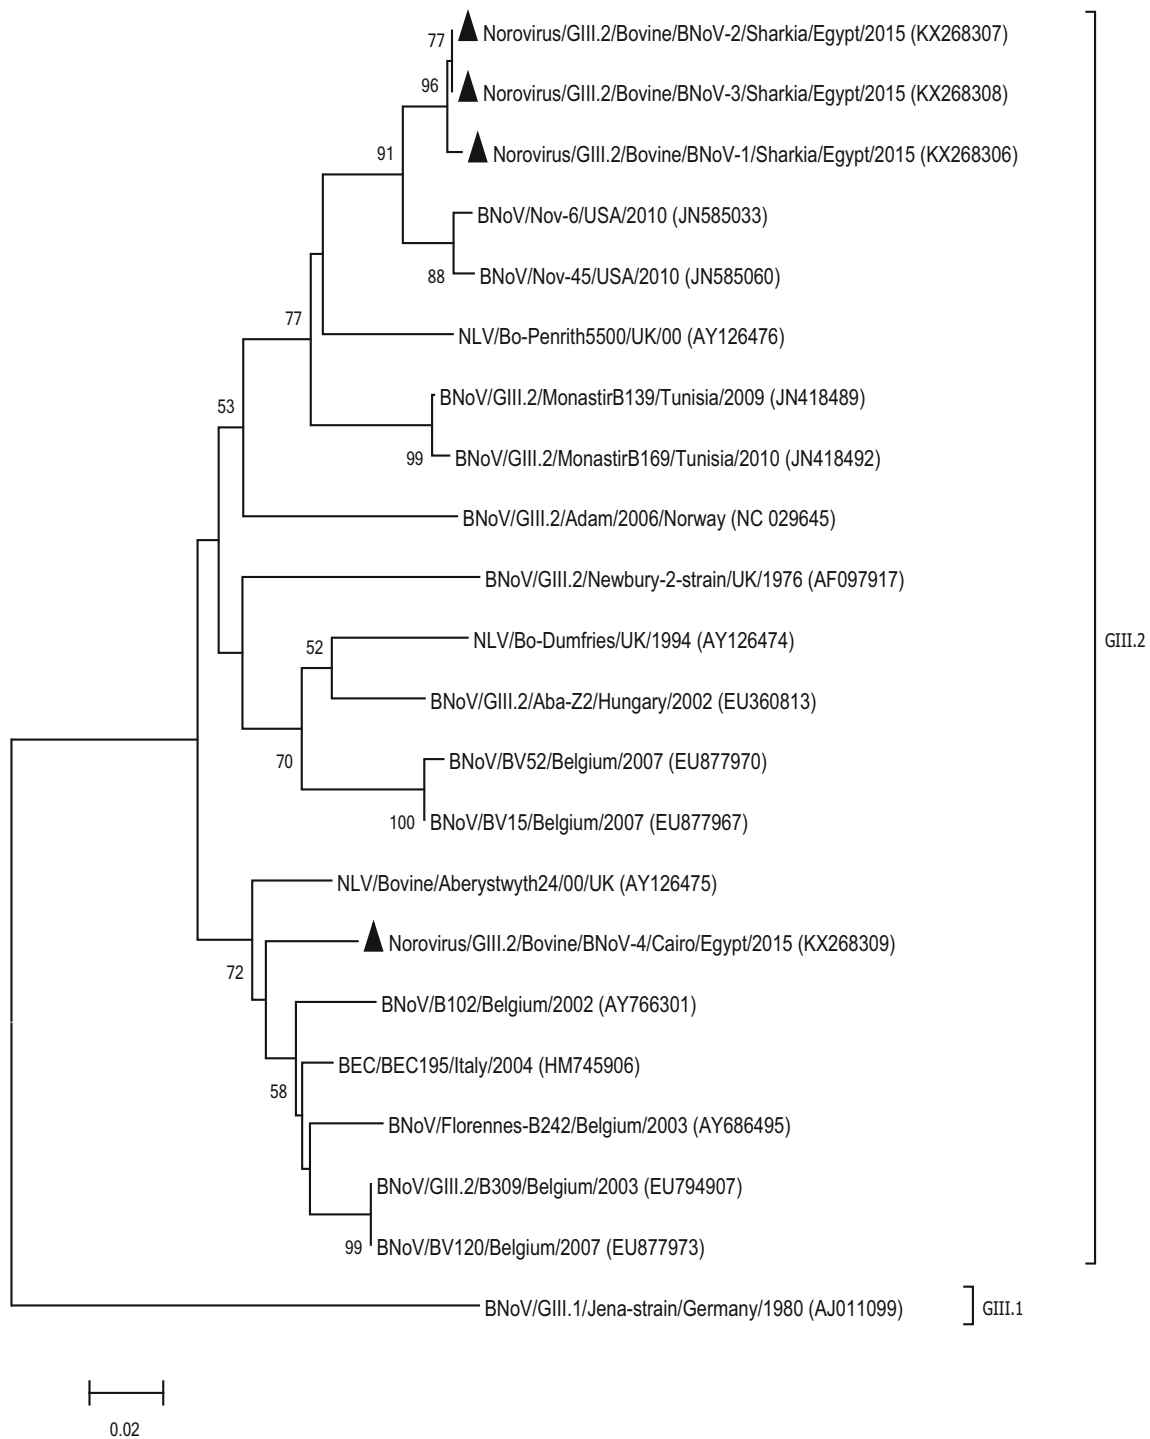 77
Norovirus/GIII.2/Bovine/BNoV-2/Sharkia/Egypt/2015 (KX268307)
96
Norovirus/GIII.2/Bovine/BNoV-3/Sharkia/Egypt/2015 (KX268308)
91
Norovirus/GIII.2/Bovine/BNoV-1/Sharkia/Egypt/2015 (KX268306)
BNoV/Nov-6/USA/2010 (JN585033)
88
BNoV/Nov-45/USA/2010 (JN585060)
77
NLV/Bo-Penrith5500/UK/00 (AY126476)
BNoV/GIII.2/MonastirB139/Tunisia/2009 (JN418489)
53
99
BNoV/GIII.2/MonastirB169/Tunisia/2010 (JN418492)
BNoV/GIII.2/Adam/2006/Norway (NC 029645)
BNoV/GIII.2/Newbury-2-strain/UK/1976 (AF097917)
52
NLV/Bo-Dumfries/UK/1994 (AY126474)
GIII.2
BNoV/GIII.2/Aba-Z2/Hungary/2002 (EU360813)
70
BNoV/BV52/Belgium/2007 (EU877970)
100
BNoV/BV15/Belgium/2007 (EU877967)
NLV/Bovine/Aberystwyth24/00/UK (AY126475)
Norovirus/GIII.2/Bovine/BNoV-4/Cairo/Egypt/2015 (KX268309)
72
BNoV/B102/Belgium/2002 (AY766301)
BEC/BEC195/Italy/2004 (HM745906)
58
BNoV/Florennes-B242/Belgium/2003 (AY686495)
BNoV/GIII.2/B309/Belgium/2003 (EU794907)
99
BNoV/BV120/Belgium/2007 (EU877973)
BNoV/GIII.1/Jena-strain/Germany/1980 (AJ011099)
GIII.1
0.02